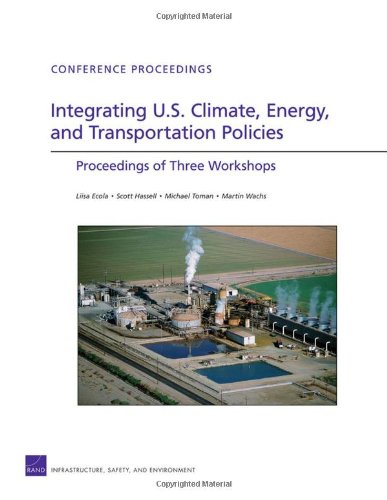 Copyrighted Material
CONFERENCE PROCEEDINGS
Integrating U.S. Climate, Energy,
and Transportation Policies
Proceedings of Three Workshops
Liisa Ecola • Scott Hassell • Michael Toman • Martin Wachs
RAND INFRASTRUCTURE, SAFETY, AND ENVIRONMENT
Copyrighted Material